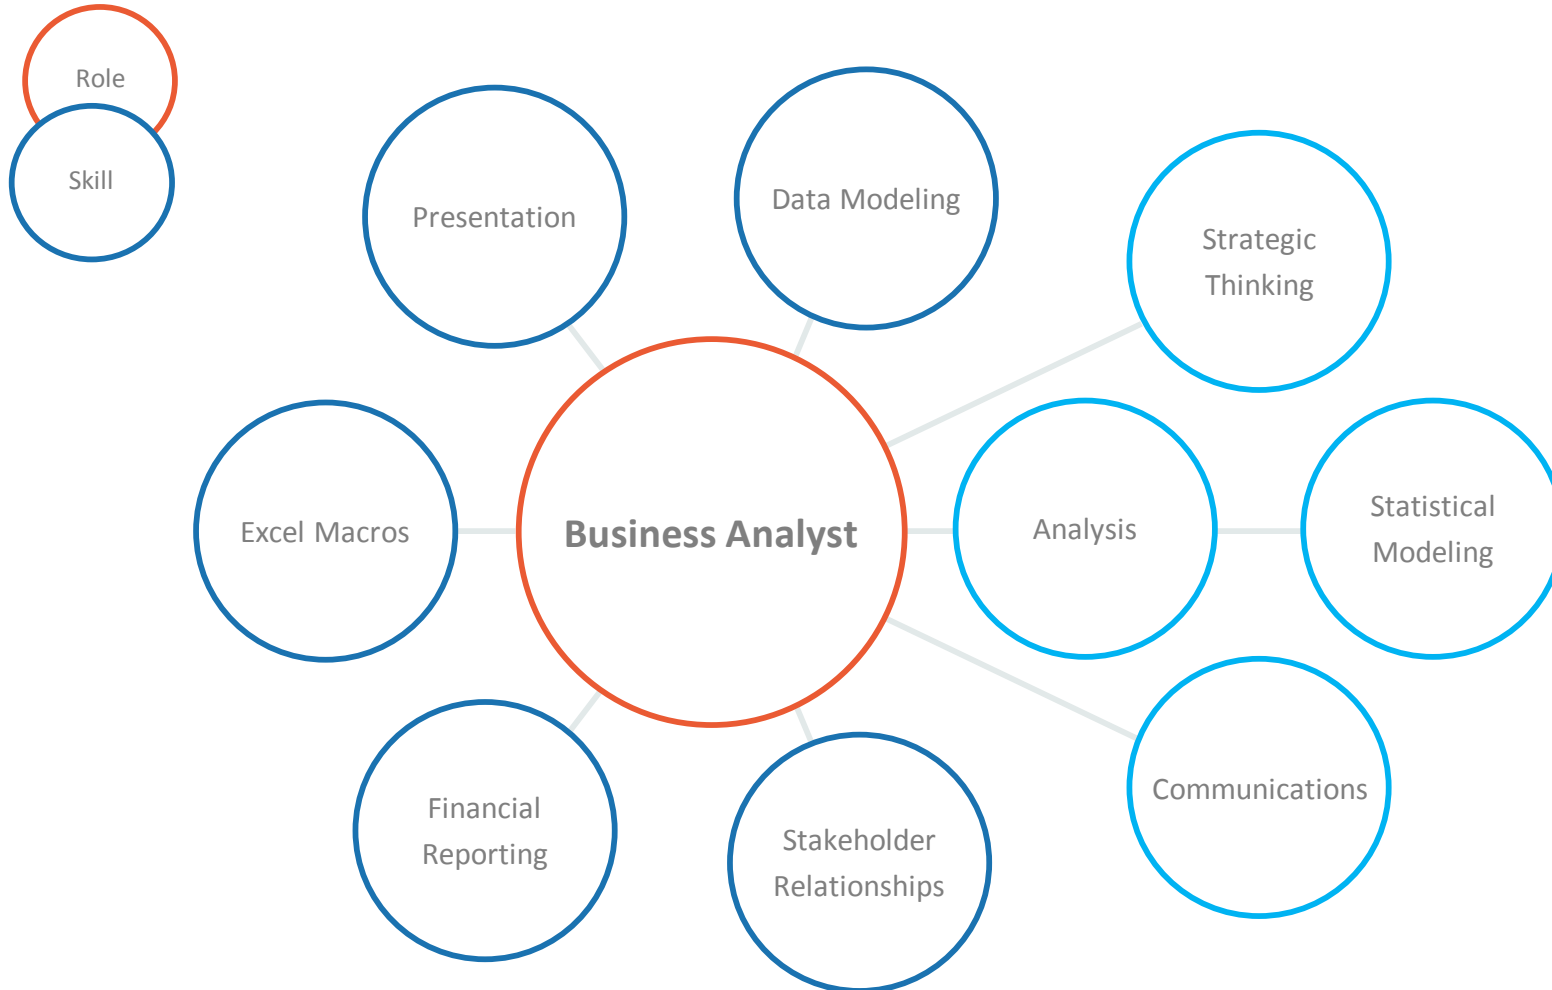 Role
Skill
Presentation
Data Modeling
Strategic
Thinking
Excel Macros
Business Analyst
Analysis
Statistical
Modeling
Financial
Reporting
Stakeholder
Relationships
Communications